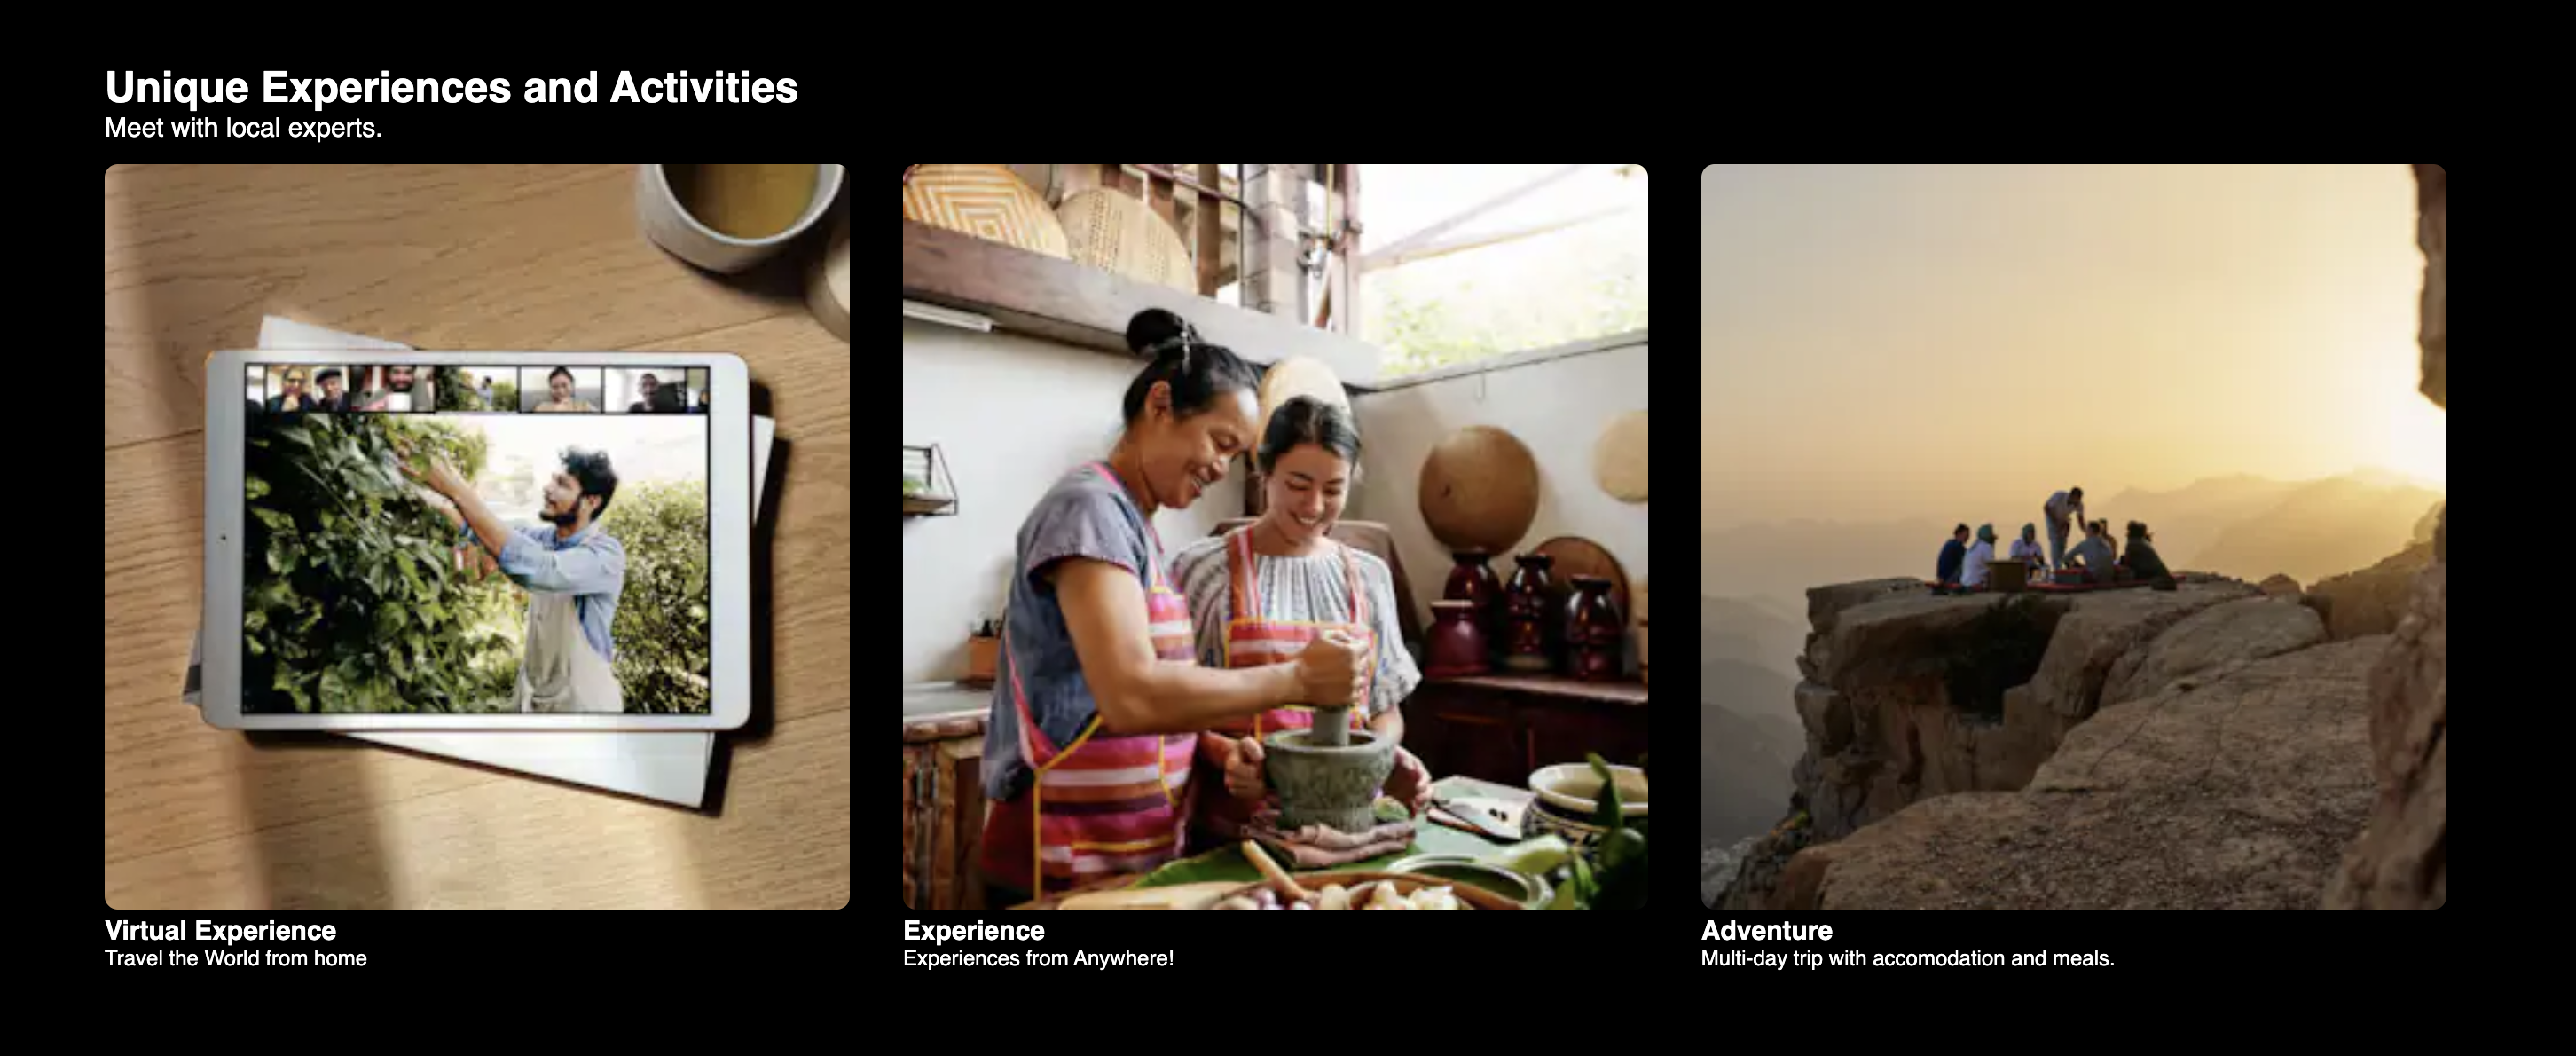 Unique Experiences and Activities
Meet with local experts.
Virtual Experience
Travel the World from home
Experience
Experiences from Anywhere!
Adventure
Multi-day trip with accomodation and meals.